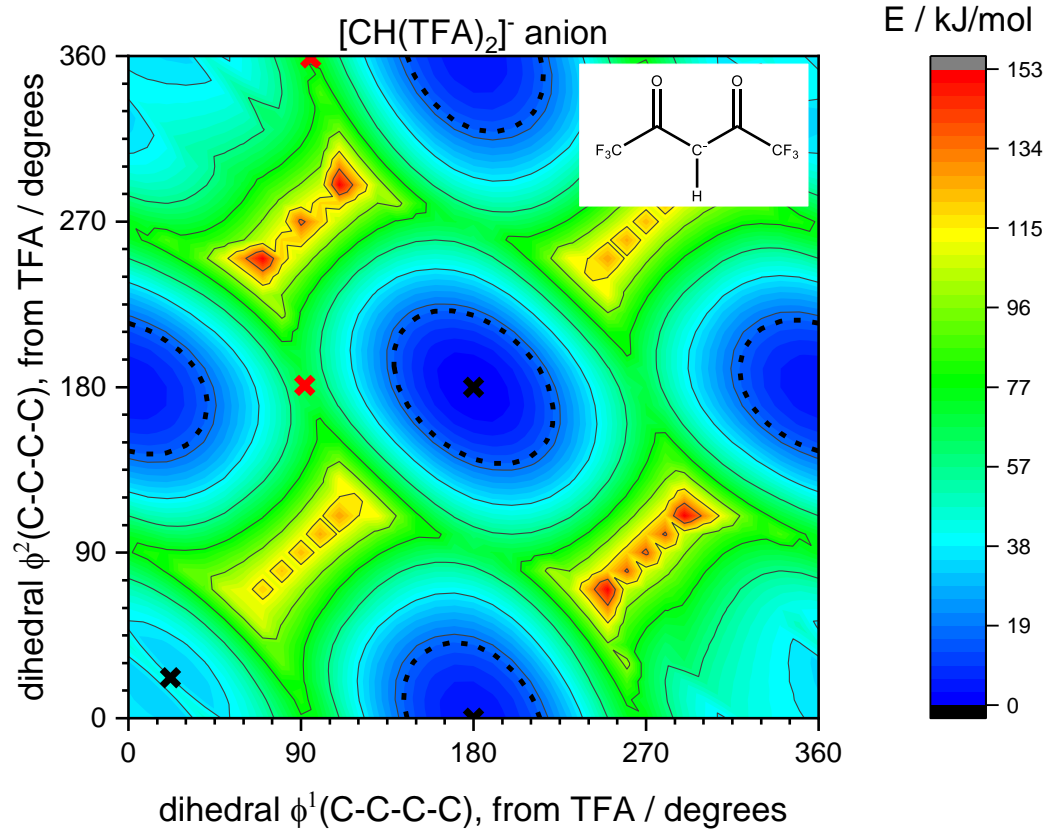 [CH(TFA)₂]⁻ anion
E / kJ/mol
360
270
180
90
0
0
90
180
270
360
dihedral ϕ²(C-C-C-C), from TFA / degrees
dihedral ϕ¹(C-C-C-C), from TFA / degrees
O O
F₃C C⁻ CF₃
H
153
134
115
96
77
57
38
19
0